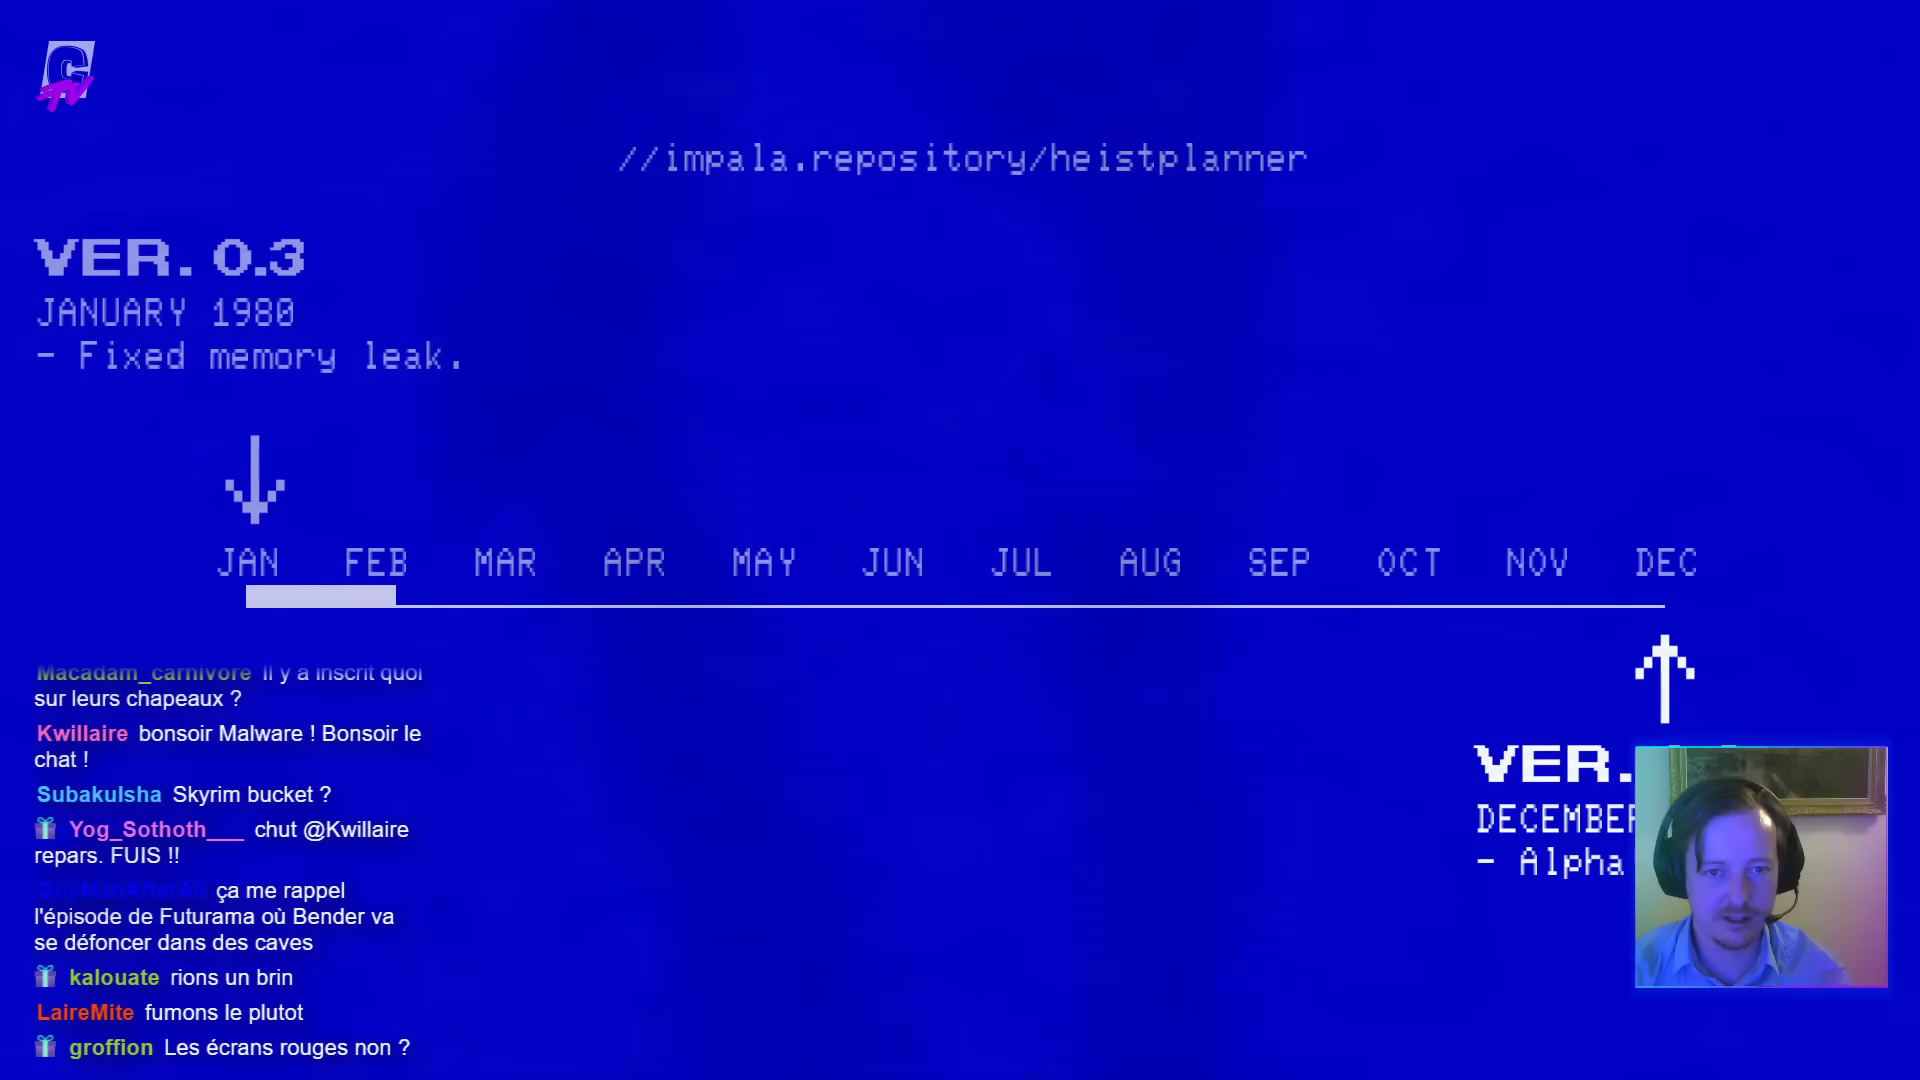 C
TV
//impala.repository/heistplanner
VER. 0.3
JANUARY 1980
- Fixed memory leak.
JAN FEB MAR APR MAY JUN JUL AUG SEP OCT NOV DEC
VER.
DECEMBER
- Alpha
Macadam_carnivore Il y a inscrit quoi
sur leurs chapeaux ?
Kwillaire bonsoir Malware ! Bonsoir le
chat !
Subakulsha Skyrim bucket ?
Yog_Sothoth___ chut @Kwillaire
repars. FUIS !!
ça me rappel
l'épisode de Futurama où Bender va
se défoncer dans des caves
kalouate rions un brin
LaireMite fumons le plutot
groffion Les écrans rouges non ?